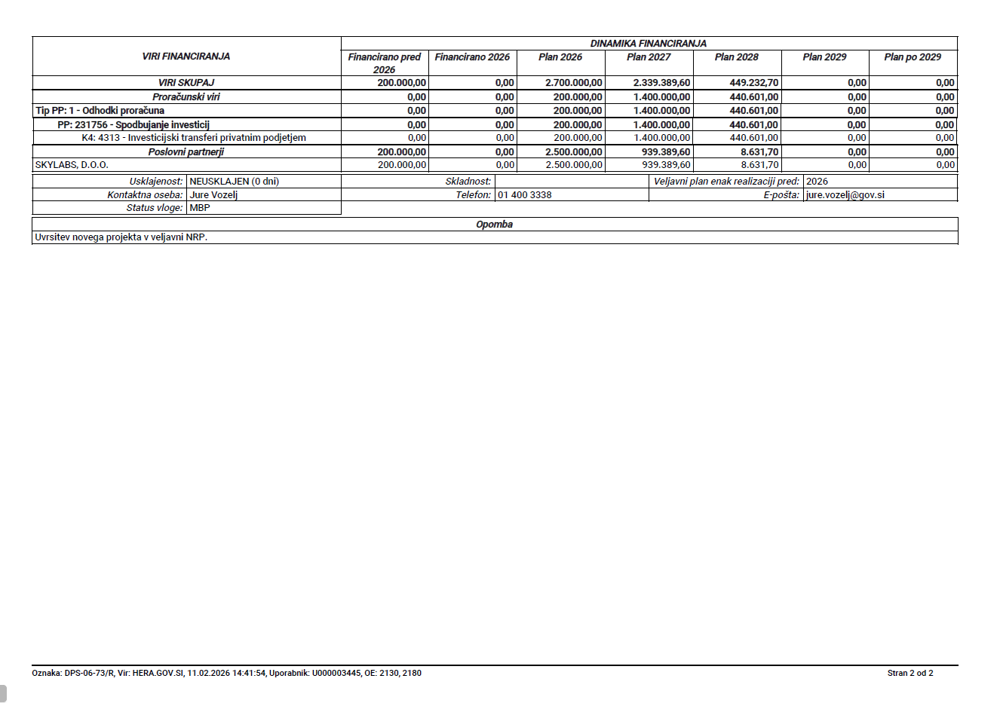 VIRI FINANCIRANJA
DINAMIKA FINANCIRANJA
Financirano pred 2026 Financirano 2026 Plan 2026 Plan 2027 Plan 2028 Plan 2029 Plan po 2029
VIRI SKUPAJ 200.000,00 0,00 2.700.000,00 2.339.389,60 449.232,70 0,00 0,00
Proračunski viri 0,00 0,00 200.000,00 1.400.000,00 440.601,00 0,00 0,00
Tip PP: 1 - Odhodki proračuna 0,00 0,00 200.000,00 1.400.000,00 440.601,00 0,00 0,00
PP: 231756 - Spodbujanje investicij 0,00 0,00 200.000,00 1.400.000,00 440.601,00 0,00 0,00
K4: 4313 - Investicijski transferi privatnim podjetjem 0,00 0,00 200.000,00 1.400.000,00 440.601,00 0,00 0,00
Poslovni partnerji 200.000,00 0,00 2.500.000,00 939.389,60 8.631,70 0,00 0,00
SKYLABS, D.O.O. 200.000,00 0,00 2.500.000,00 939.389,60 8.631,70 0,00 0,00
Usklajenost: NEUSKLAJEN (0 dni) Skladnost: Veljavni plan enak realizaciji pred: 2026
Kontaktna oseba: Jure Vozelj Telefon: 01 400 3338 E-pošta: jure.vozelj@gov.si
Status vloge: MBP
Opomba
Uvrsitev novega projekta v veljavni NRP.
Oznaka: DPS-06-73/R, Vir: HERA.GOV.SI, 11.02.2026 14:41:54, Uporabnik: U000003445, OE: 2130, 2180 Stran 2 od 2